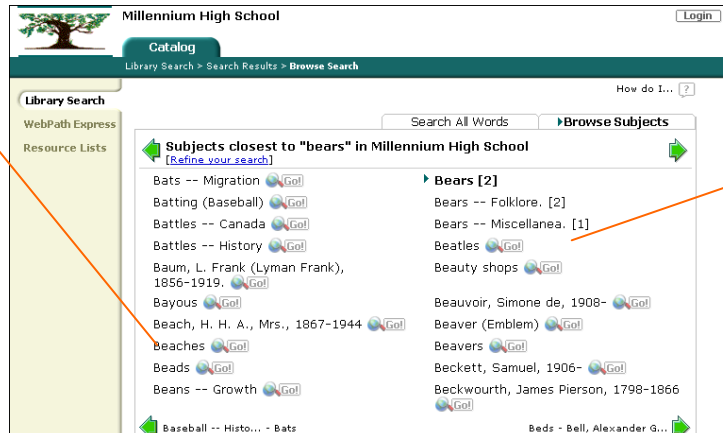 Millennium High School
Login
Catalog
Library Search > Search Results > Browse Search
How do I... ?
Library Search
WebPath Express
Resource Lists
Search All Words
Browse Subjects
Subjects closest to "bears" in Millennium High School
[Refine your search]
Bats -- Migration Go!
Batting (Baseball) Go!
Battles -- Canada Go!
Battles -- History Go!
Baum, L. Frank (Lyman Frank),
1856-1919. Go!
Bayous Go!
Beach, H. H. A., Mrs., 1867-1944 Go!
Beaches Go!
Beads Go!
Beans -- Growth Go!
Bears [2]
Bears -- Folklore. [2]
Bears -- Miscellanea. [1]
Beatles Go!
Beauty shops Go!
Beauvoir, Simone de, 1908- Go!
Beaver (Emblem) Go!
Beavers Go!
Beckett, Samuel, 1906- Go!
Beckwourth, James Pierson, 1798-1866
Go!
Baseball -- Histo... - Bats
Beds - Bell, Alexander G...